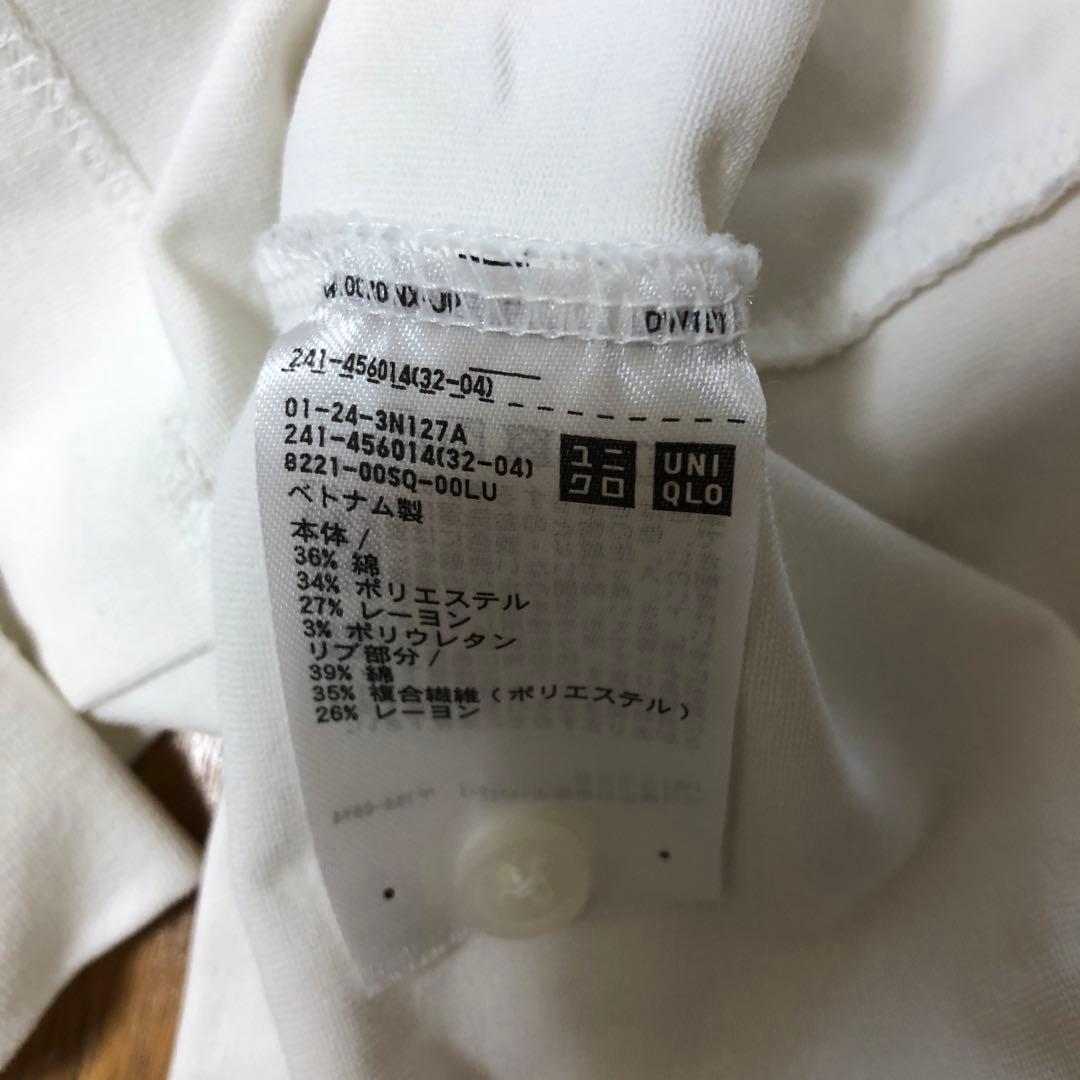 241-456014(32-04)
01-24-3N127A
241-456014(32-04)
8221-00SQ-00LU
ユニ
クロ
UNI
QLO
ベトナム製
本体 /
36% 綿
34% ポリエステル
27% レーヨン
3% ポリウレタン
リブ部分 /
39% 綿
35% 複合繊維 ( ポリエステル )
26% レーヨン